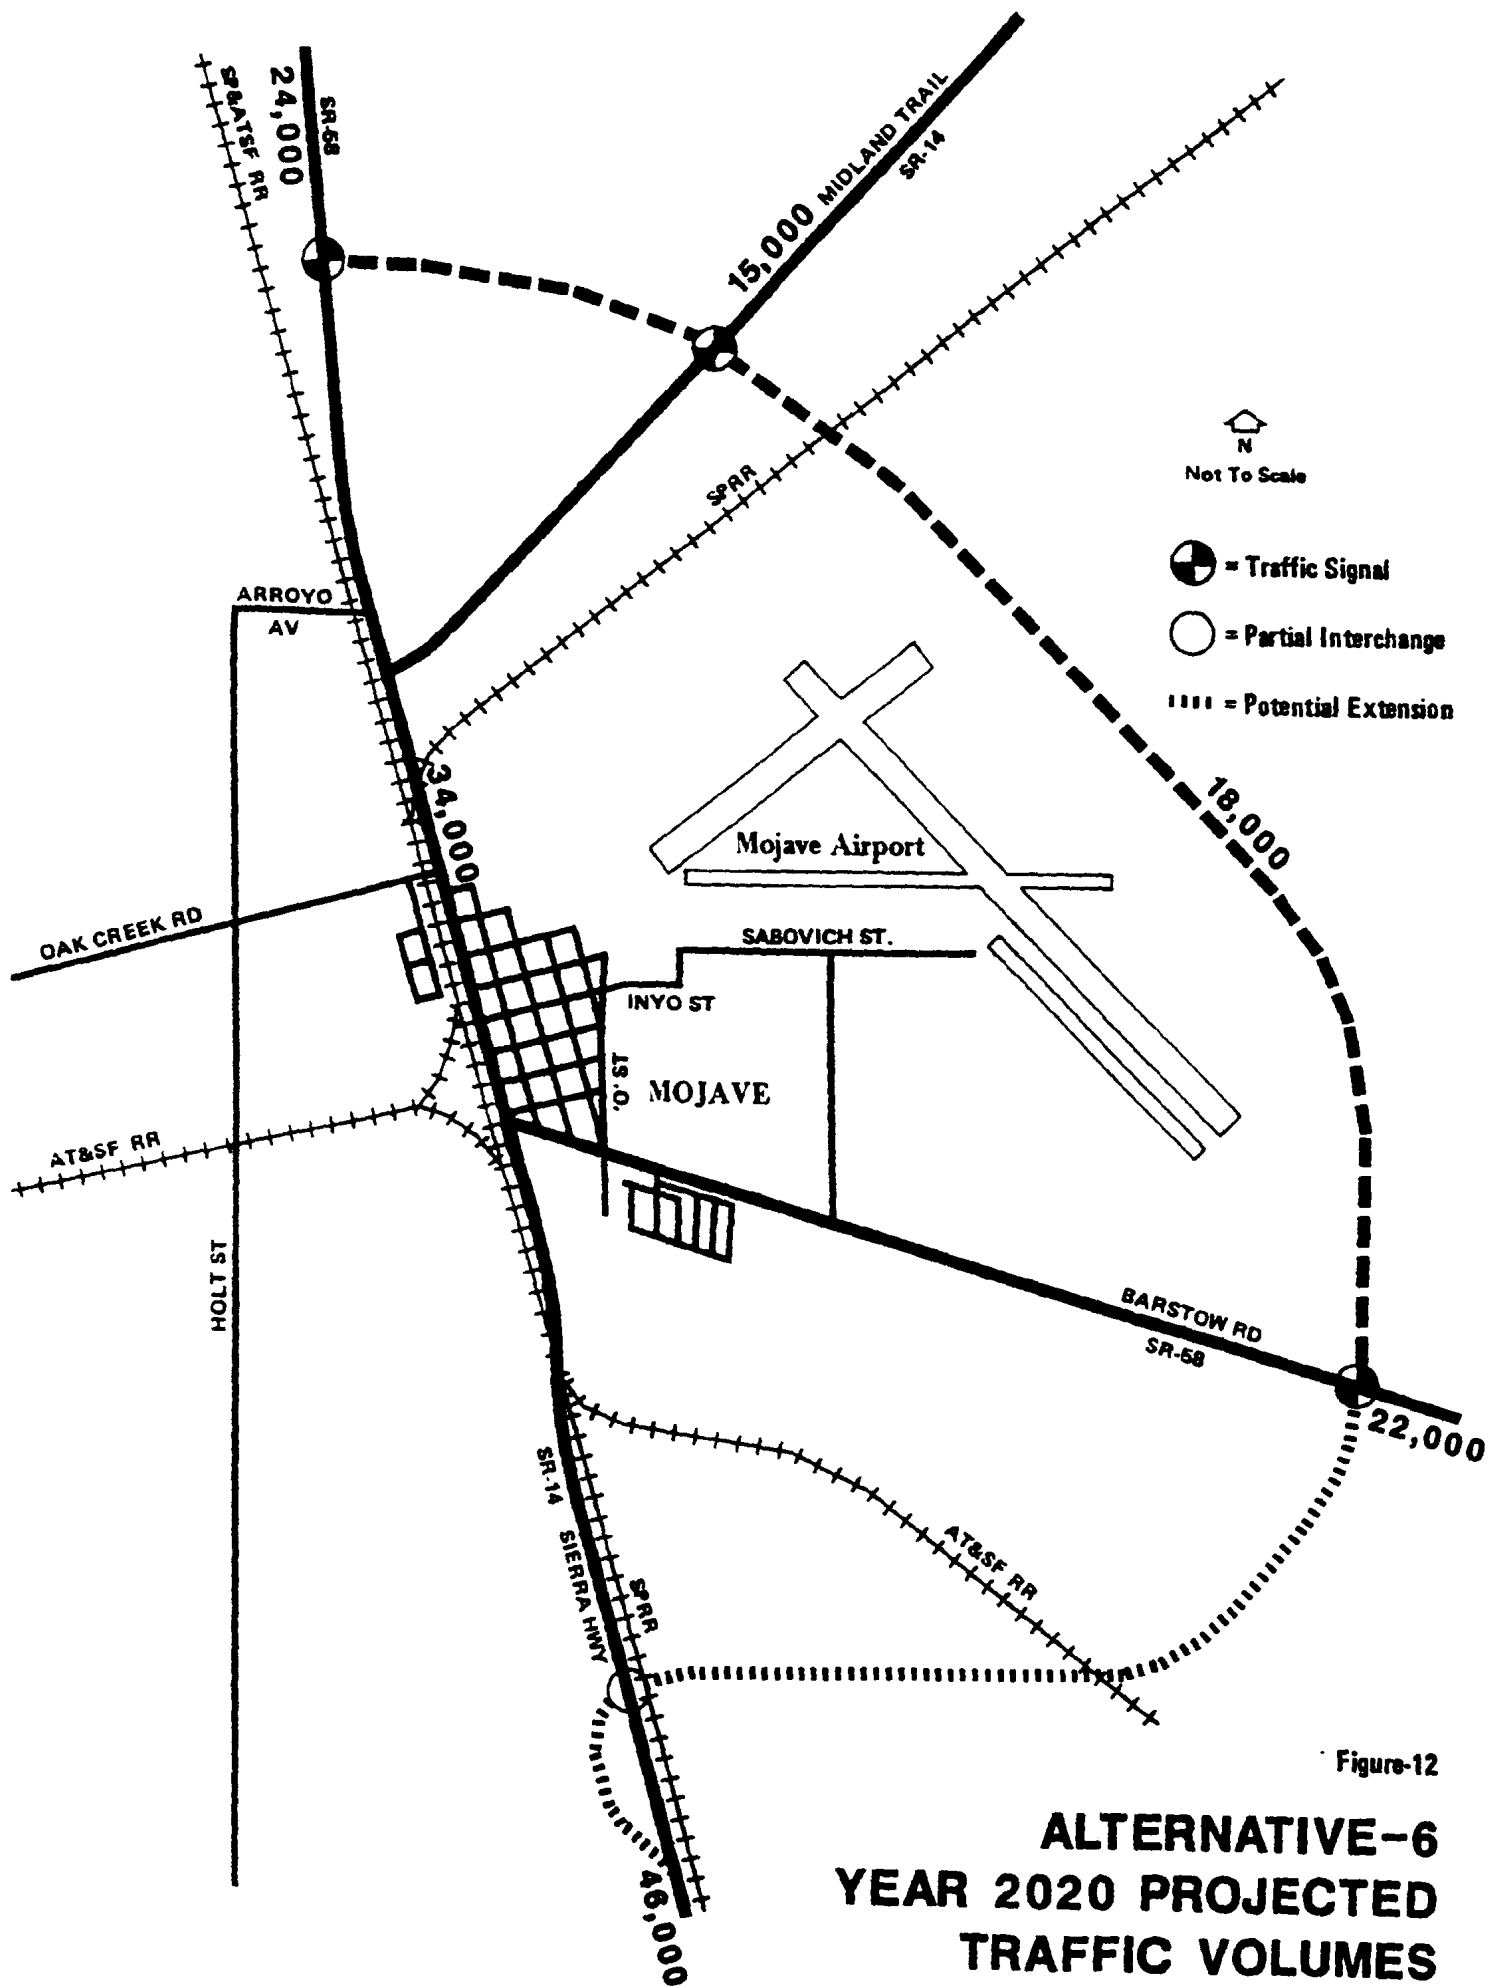 SP&ATSF RR
24,000
SR-58
MIDLAND TRAIL
SR-14
15,000
N
Not To Scale
SPRR
= Traffic Signal
= Partial Interchange
= Potential Extension
ARROYO
AV
34,000
18,000
Mojave Airport
OAK CREEK RD
SABOVICH ST.
INYO ST
'O' ST
MOJAVE
AT&SF RR
HOLT ST
BARSTOW RD
SR-58
22,000
SR-14
SIERRA HWY
SPRR
AT&SF RR
46,000
Figure-12
ALTERNATIVE-6
YEAR 2020 PROJECTED
TRAFFIC VOLUMES